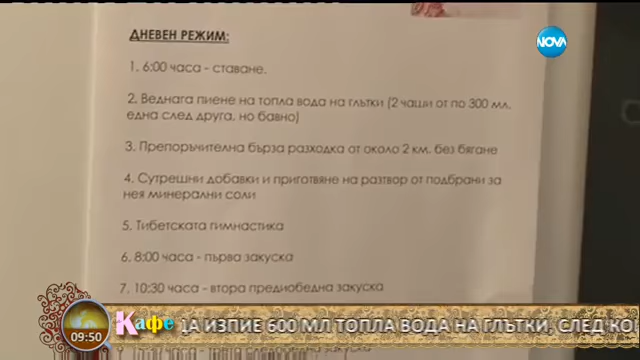 NOVA
ДНЕВЕН РЕЖИМ:
1. 6:00 часа - ставане.
2. Веднага пиене на топла вода на глътки (2 чаши от по 300 мл.
една след друга, но бавно)
3. Препоръчителна бърза разходка от около 2 км. без бягане
4. Сутрешни добавки и приготвяне на разтвор от подбрани за
нея минерални соли
5. Тибетската гимнастика
6. 8:00 часа - първа закуска
7. 10:30 часа - втора предиобедна закуска
09:50 Кафе ДА ИЗПИЕ 600 МЛ ТОПЛА ВОДА НА ГЛЪТКИ, СЛЕД